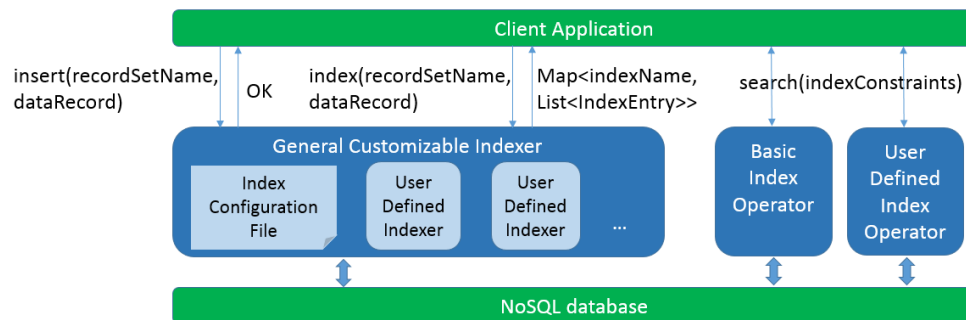 Client Application
insert(recordSetName,
dataRecord)
OK
index(recordSetName,
dataRecord)
Map<indexName,
List<IndexEntry>>
search(indexConstraints)
General Customizable Indexer
Index
Configuration
File
User
Defined
Indexer
User
Defined
Indexer
...
Basic
Index
Operator
User
Defined
Index
Operator
NoSQL database